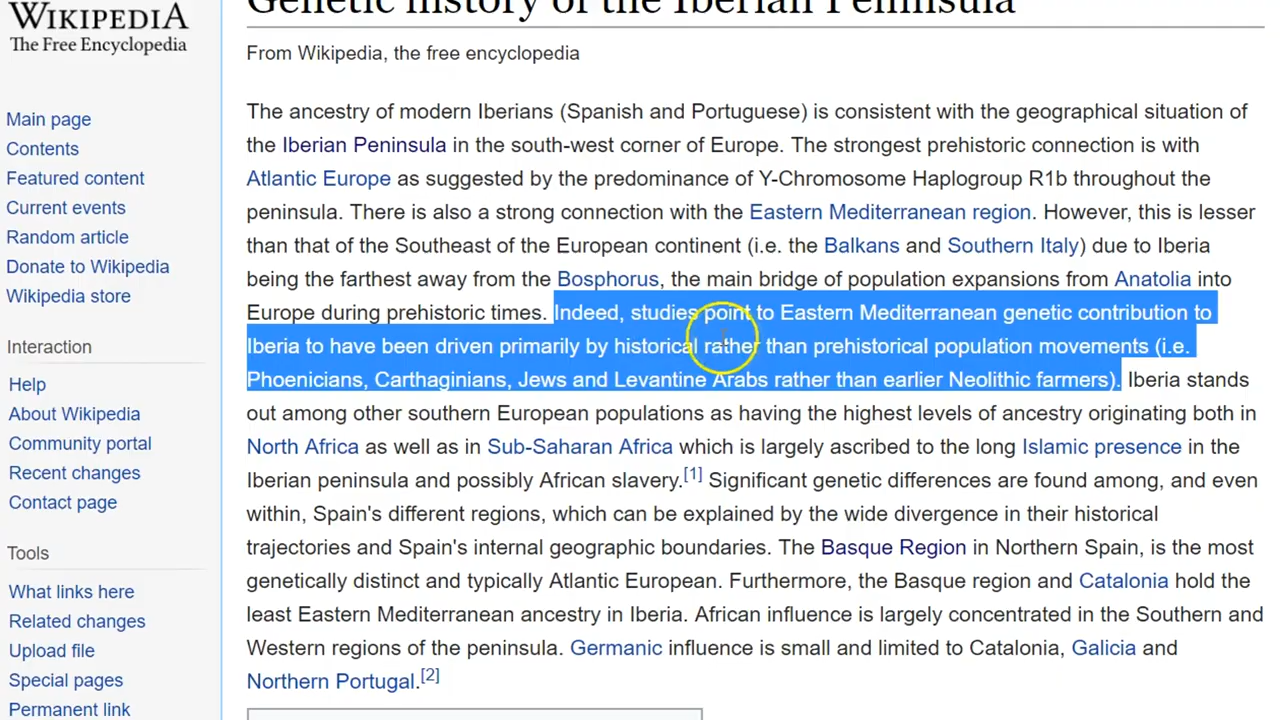 Genetic history of the Iberian Peninsula
WIKIPEDIA
The Free Encyclopedia
From Wikipedia, the free encyclopedia
Main page
Contents
Featured content
Current events
Random article
Donate to Wikipedia
Wikipedia store
Interaction
Help
About Wikipedia
Community portal
Recent changes
Contact page
Tools
What links here
Related changes
Upload file
Special pages
Permanent link
The ancestry of modern Iberians (Spanish and Portuguese) is consistent with the geographical situation of
the Iberian Peninsula in the south-west corner of Europe. The strongest prehistoric connection is with
Atlantic Europe as suggested by the predominance of Y-Chromosome Haplogroup R1b throughout the
peninsula. There is also a strong connection with the Eastern Mediterranean region. However, this is lesser
than that of the Southeast of the European continent (i.e. the Balkans and Southern Italy) due to Iberia
being the farthest away from the Bosphorus, the main bridge of population expansions from Anatolia into
Europe during prehistoric times. Indeed, studies point to Eastern Mediterranean genetic contribution to
Iberia to have been driven primarily by historical rather than prehistorical population movements (i.e.
Phoenicians, Carthaginians, Jews and Levantine Arabs rather than earlier Neolithic farmers). Iberia stands
out among other southern European populations as having the highest levels of ancestry originating both in
North Africa as well as in Sub-Saharan Africa which is largely ascribed to the long Islamic presence in the
Iberian peninsula and possibly African slavery.[1] Significant genetic differences are found among, and even
within, Spain's different regions, which can be explained by the wide divergence in their historical
trajectories and Spain's internal geographic boundaries. The Basque Region in Northern Spain, is the most
genetically distinct and typically Atlantic European. Furthermore, the Basque region and Catalonia hold the
least Eastern Mediterranean ancestry in Iberia. African influence is largely concentrated in the Southern and
Western regions of the peninsula. Germanic influence is small and limited to Catalonia, Galicia and
Northern Portugal.[2]